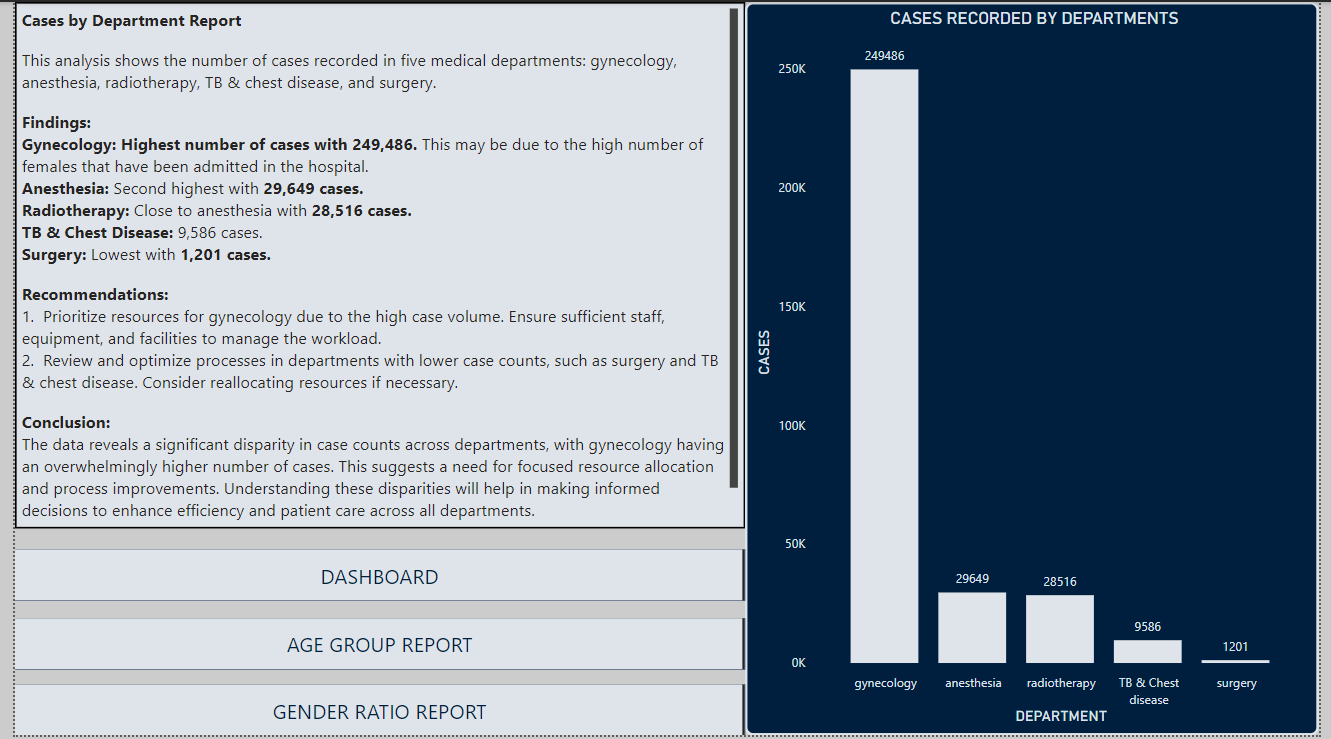 Cases by Department Report
This analysis shows the number of cases recorded in five medical departments: gynecology,
anesthesia, radiotherapy, TB & chest disease, and surgery.
Findings:
Gynecology: Highest number of cases with 249,486. This may be due to the high number of
females that have been admitted in the hospital.
Anesthesia: Second highest with 29,649 cases.
Radiotherapy: Close to anesthesia with 28,516 cases.
TB & Chest Disease: 9,586 cases.
Surgery: Lowest with 1,201 cases.
Recommendations:
1. Prioritize resources for gynecology due to the high case volume. Ensure sufficient staff,
equipment, and facilities to manage the workload.
2. Review and optimize processes in departments with lower case counts, such as surgery and TB
& chest disease. Consider reallocating resources if necessary.
Conclusion:
The data reveals a significant disparity in case counts across departments, with gynecology having
an overwhelmingly higher number of cases. This suggests a need for focused resource allocation
and process improvements. Understanding these disparities will help in making informed
decisions to enhance efficiency and patient care across all departments.
DASHBOARD
AGE GROUP REPORT
GENDER RATIO REPORT
CASES RECORDED BY DEPARTMENTS
CASES
250K
200K
150K
100K
50K
0K
249486
29649
28516
9586
1201
gynecology
anesthesia
radiotherapy
TB & Chest
disease
surgery
DEPARTMENT